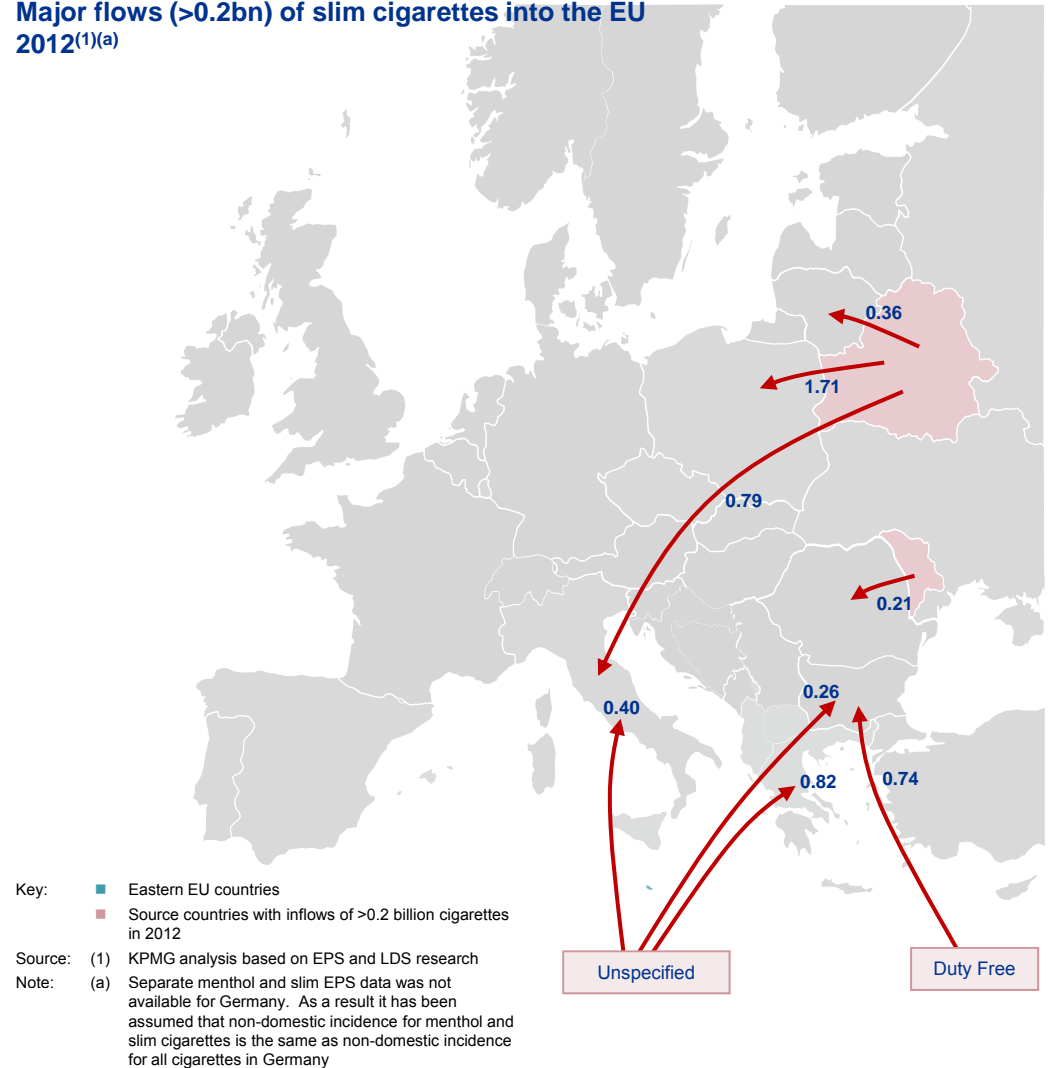 Major flows (>0.2bn) of slim cigarettes into the EU
2012(1)(a)
0.36
1.71
0.79
0.21
0.26
0.40
0.82
0.74
Key:
Eastern EU countries
Source countries with inflows of >0.2 billion cigarettes
in 2012
Source: (1) KPMG analysis based on EPS and LDS research
Note: (a) Separate menthol and slim EPS data was not
available for Germany. As a result it has been
assumed that non-domestic incidence for menthol and
slim cigarettes is the same as non-domestic incidence
for all cigarettes in Germany
Unspecified
Duty Free